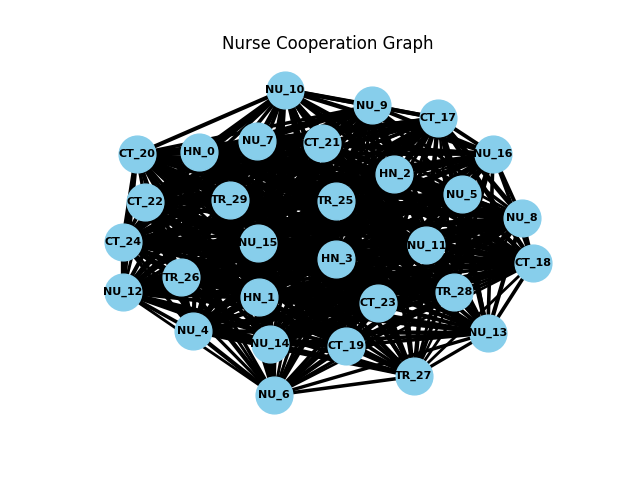 Nurse Cooperation Graph
NU_10
NU_9
CT_17
NU_7
CT_21
CT_20
HN_0
NU_16
HN_2
NU_5
CT_22
TR_29
TR_25
NU_8
CT_24
NU_15
NU_11
HN_3
CT_18
TR_26
NU_12
HN_1
CT_23
TR_28
NU_4
NU_14
CT_19
NU_13
TR_27
NU_6